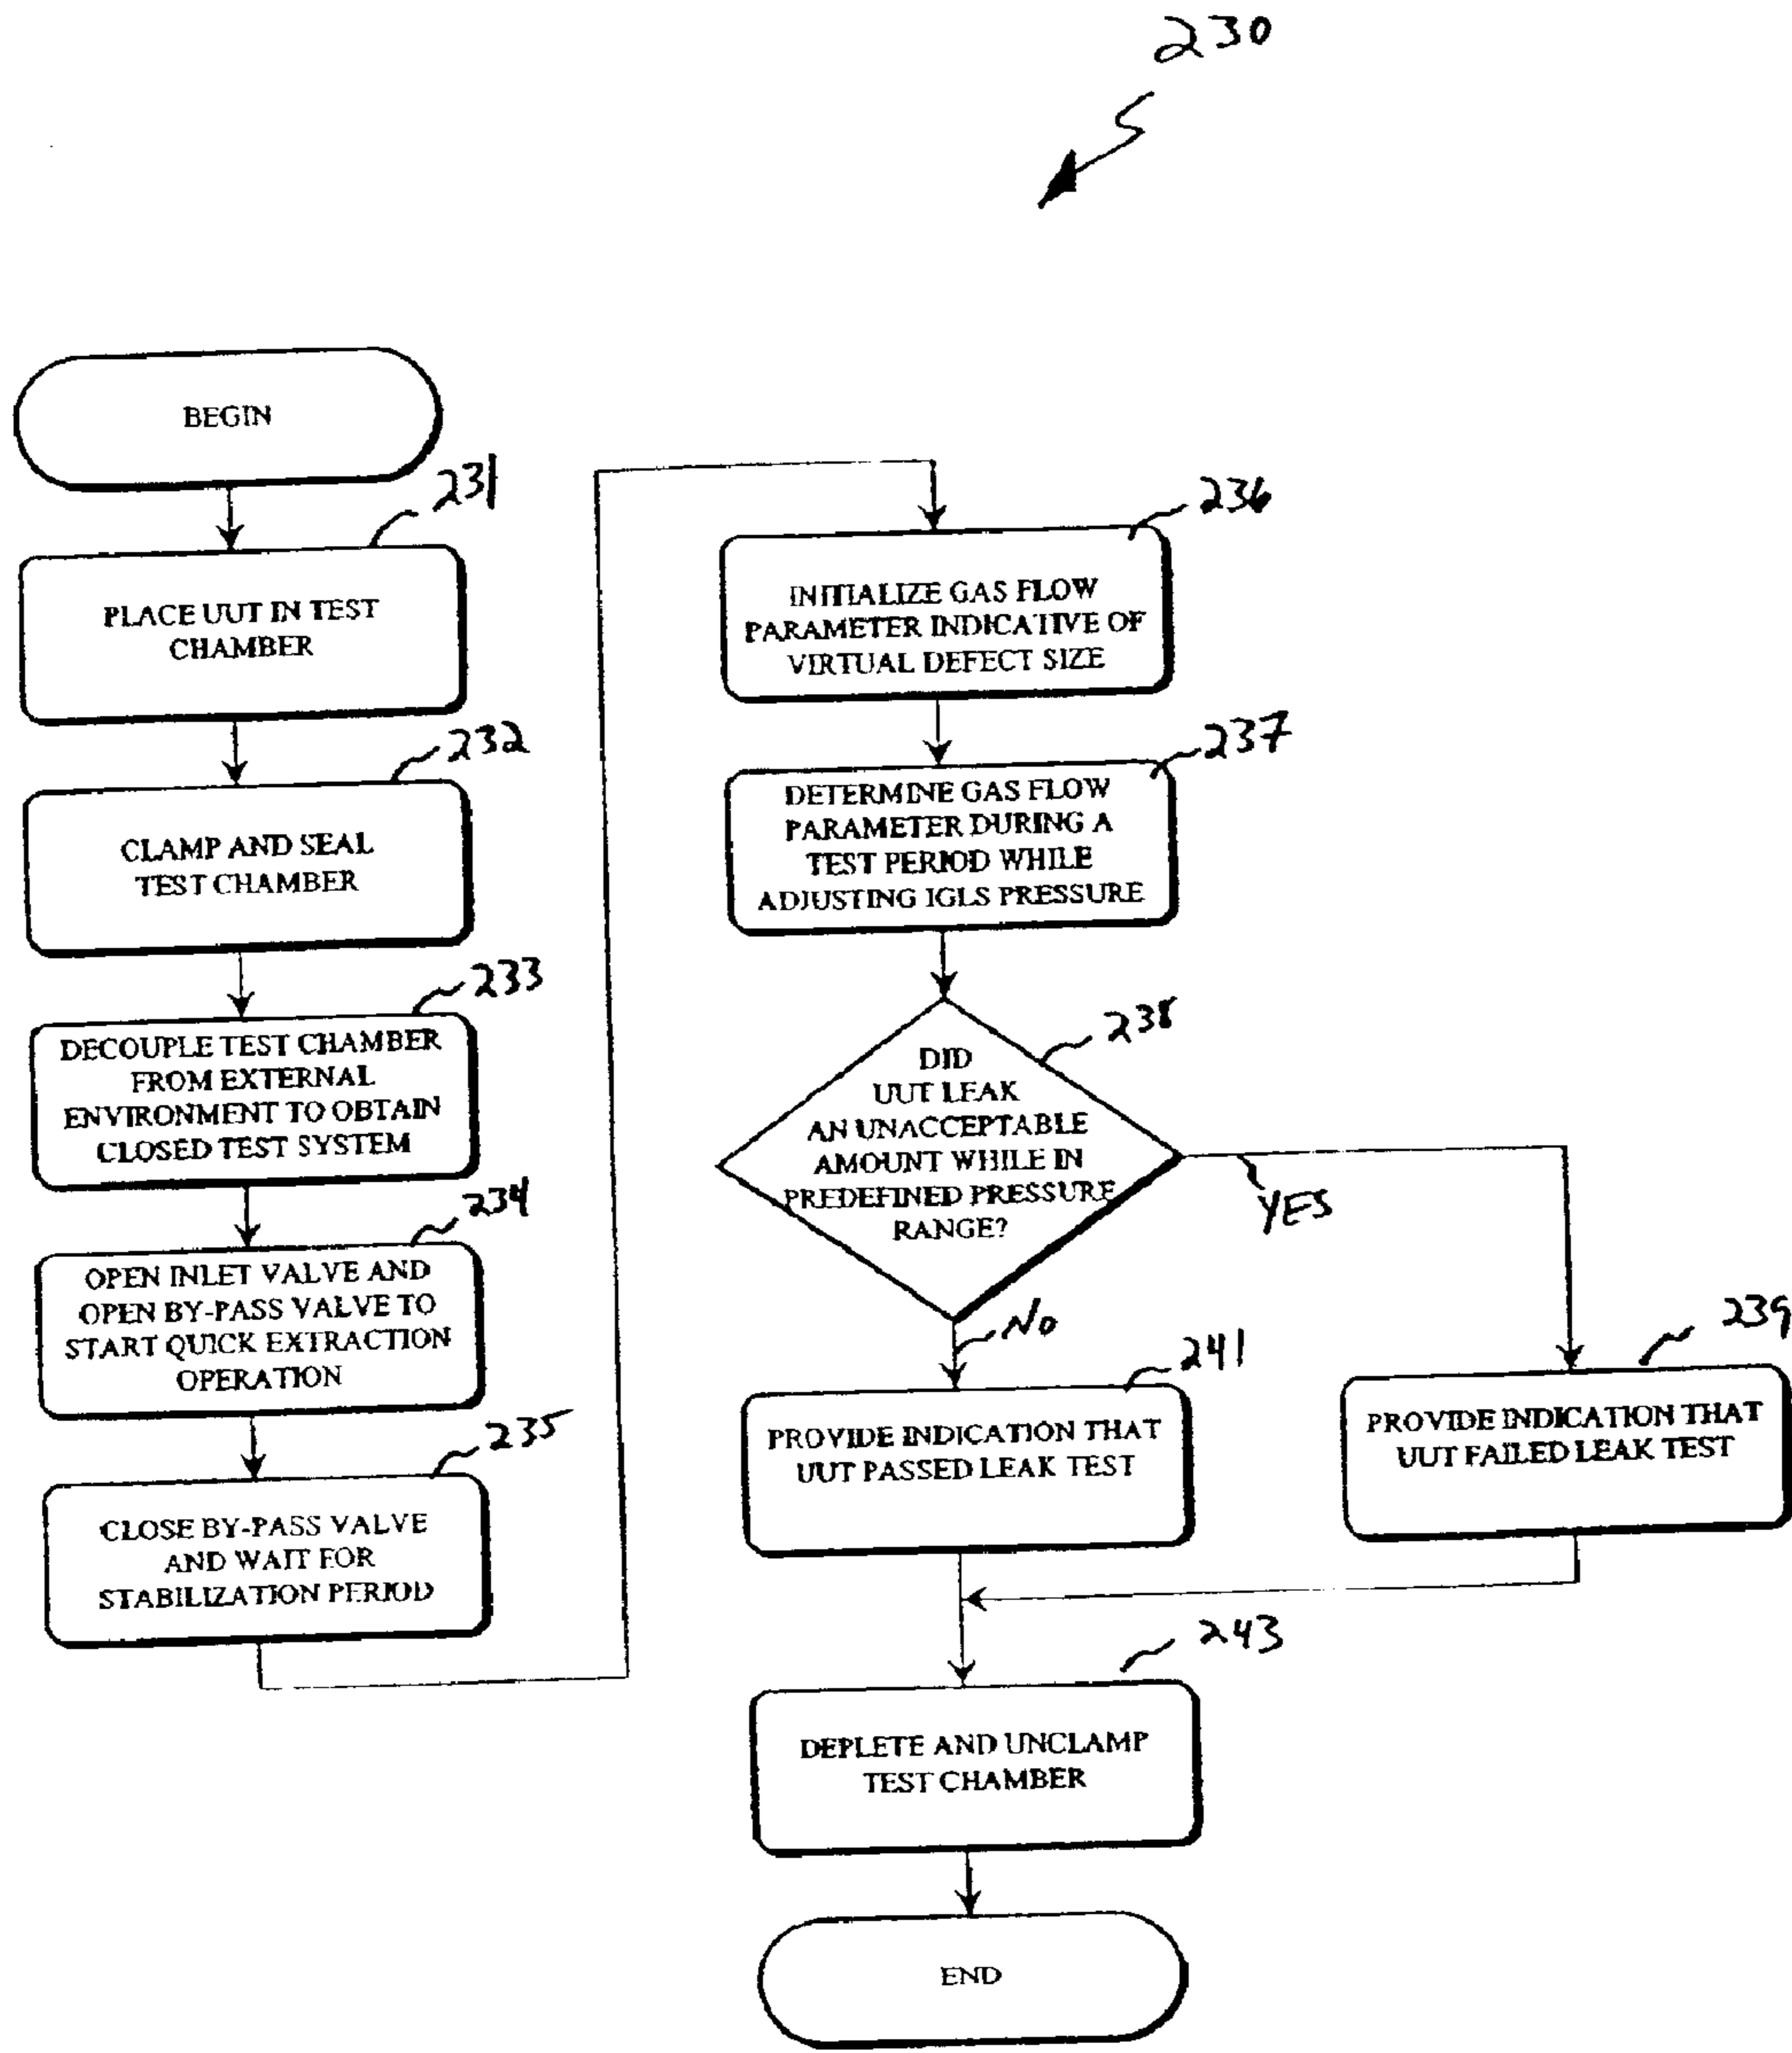 230
BEGIN
231
PLACE UUT IN TEST
CHAMBER
232
CLAMP AND SEAL
TEST CHAMBER
233
DECOUPLE TEST CHAMBER
FROM EXTERNAL
ENVIRONMENT TO OBTAIN
CLOSED TEST SYSTEM
234
OPEN INLET VALVE AND
OPEN BY-PASS VALVE TO
START QUICK EXTRACTION
OPERATION
235
CLOSE BY-PASS VALVE
AND WAIT FOR
STABILIZATION PERIOD
236
INITIALIZE GAS FLOW
PARAMETER INDICATIVE OF
VIRTUAL DEFECT SIZE
237
DETERMINE GAS FLOW
PARAMETER DURING A
TEST PERIOD WHILE
ADJUSTING IGLS PRESSURE
238
DID
UUT LEAK
AN UNACCEPTABLE
AMOUNT WHILE IN
PREDEFINED PRESSURE
RANGE?
YES
NO
241
PROVIDE INDICATION THAT
UUT PASSED LEAK TEST
239
PROVIDE INDICATION THAT
UUT FAILED LEAK TEST
243
DEPLETE AND UNCLAMP
TEST CHAMBER
END